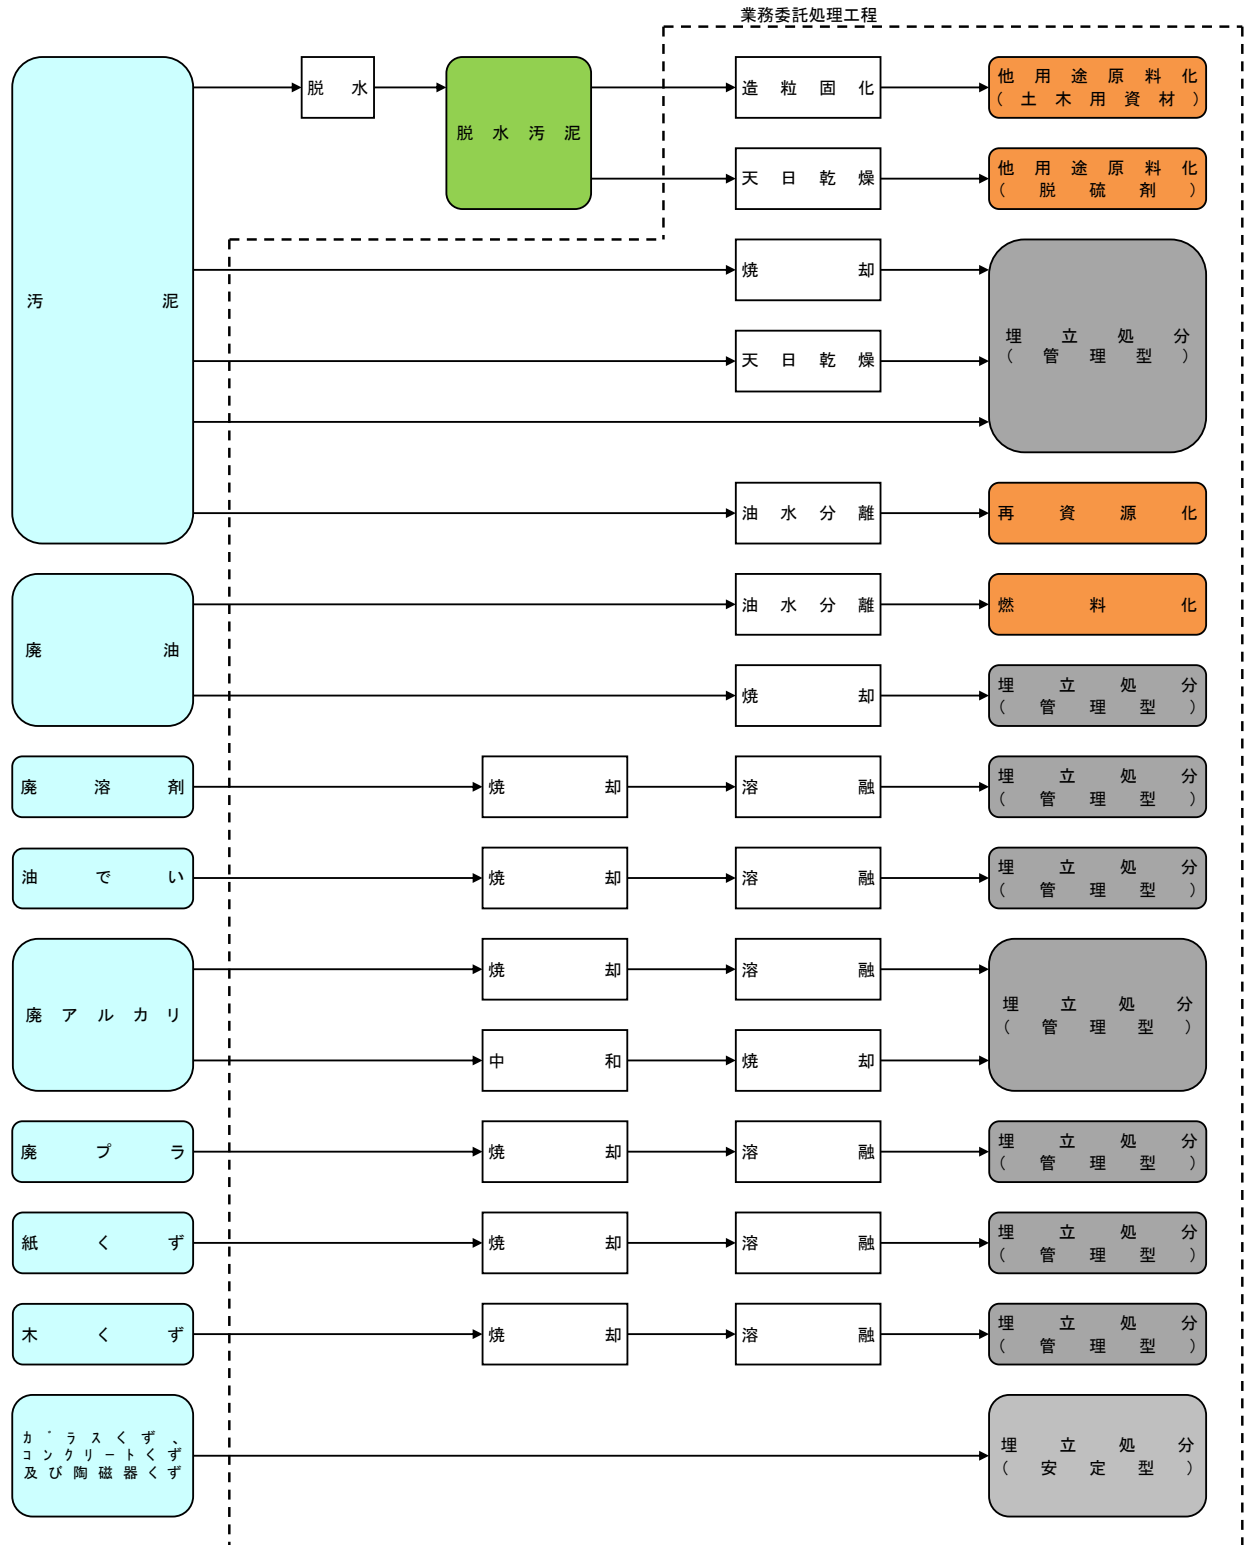 業務委託処理工程
脱水
造粒固化
他用途原料化
(土木用資材)
脱水汚泥
天日乾燥
他用途原料化
(脱硫剤)
汚泥
焼却
天日乾燥
埋立処分
(管理型)
油水分離
再資源化
廃油
油水分離
燃料化
焼却
埋立処分
(管理型)
廃溶剤
焼却
溶融
埋立処分
(管理型)
油でい
焼却
溶融
埋立処分
(管理型)
廃アルカリ
焼却
溶融
中和
焼却
埋立処分
(管理型)
廃プラ
焼却
溶融
埋立処分
(管理型)
紙くず
焼却
溶融
埋立処分
(管理型)
木くず
焼却
溶融
埋立処分
(管理型)
ガラスくず、
コンクリートくず
及び陶磁器くず
埋立処分
(安定型)